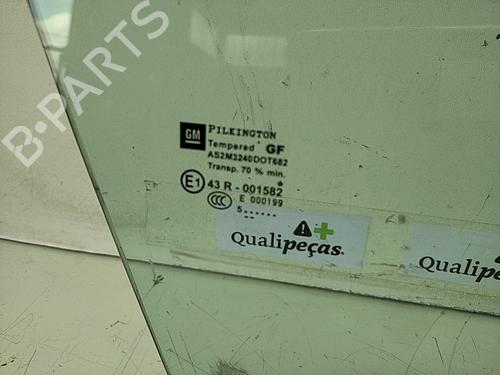 B-PARTS
GM PILKINGTON
Tempered GF
AS2M3240DOT682
Transp. 70 % min.
E1 43 R - 001582
CCC E 000199
5......
Qualipeças
Qualipe